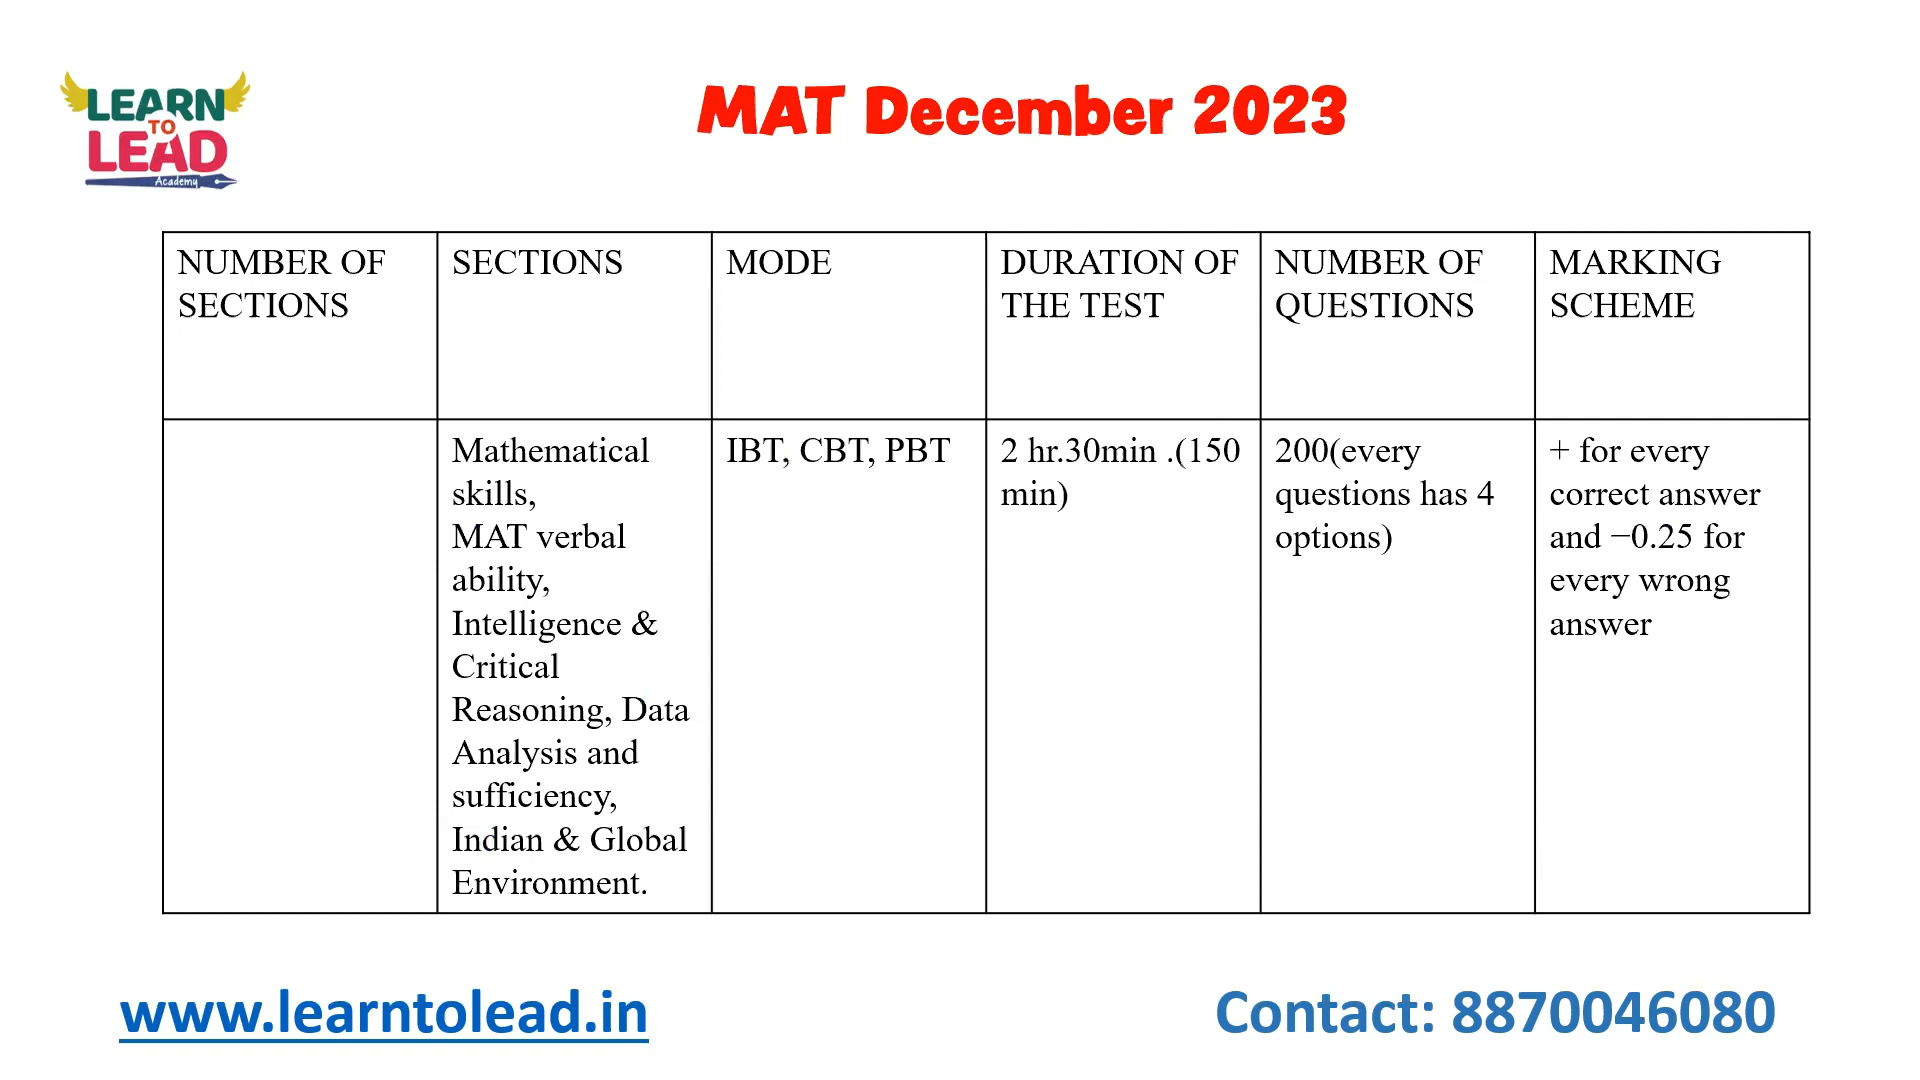 LEARN
TO
LEAD
Academy
MAT December 2023
NUMBER OF
SECTIONS
SECTIONS
MODE
DURATION OF
THE TEST
NUMBER OF
QUESTIONS
MARKING
SCHEME
Mathematical
skills,
MAT verbal
ability,
Intelligence &
Critical
Reasoning, Data
Analysis and
sufficiency,
Indian & Global
Environment.
IBT, CBT, PBT
2 hr.30min .(150
min)
200(every
questions has 4
options)
+ for every
correct answer
and −0.25 for
every wrong
answer
www.learntolead.in
Contact: 8870046080